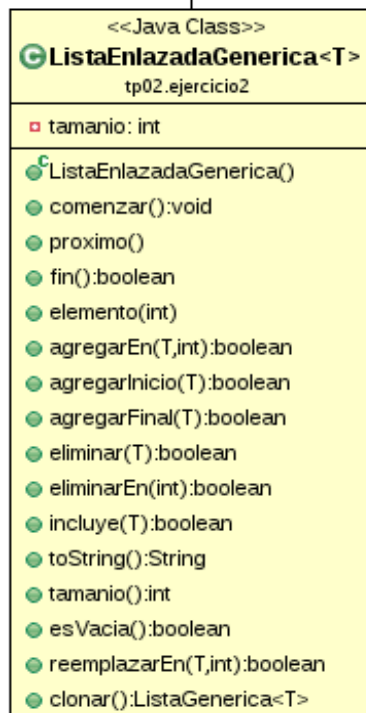 <<Java Class>>
C ListaEnlazadaGenerica<T>
tp02.ejercicio2
tamanio: int
c ListaEnlazadaGenerica()
comenzar():void
proximo()
fin():boolean
elemento(int)
agregarEn(T,int):boolean
agregarInicio(T):boolean
agregarFinal(T):boolean
eliminar(T):boolean
eliminarEn(int):boolean
incluye(T):boolean
toString():String
tamanio():int
esVacia():boolean
reemplazarEn(T,int):boolean
clonar():ListaGenerica<T>